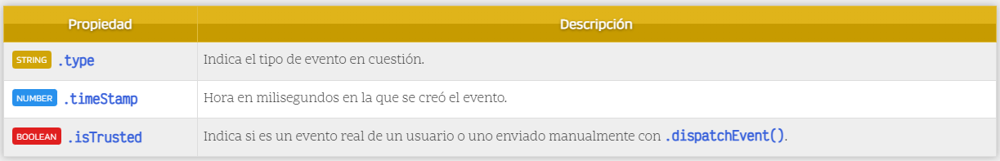 Propiedad Descripción
STRING .type Indica el tipo de evento en cuestión.
NUMBER .timeStamp Hora en milisegundos en la que se creó el evento.
BOOLEAN .isTrusted Indica si es un evento real de un usuario o uno enviado manualmente con .dispatchEvent().